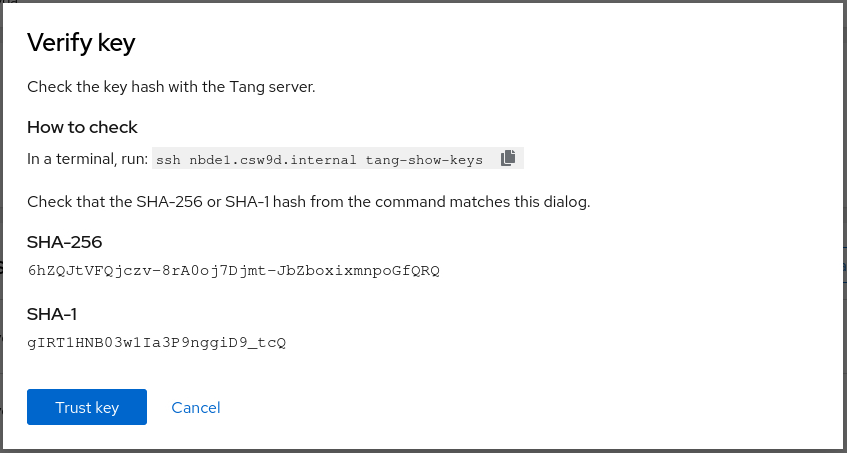 Verify key
Check the key hash with the Tang server.
How to check
In a terminal, run: ssh nbde1.csw9d.internal tang-show-keys
Check that the SHA-256 or SHA-1 hash from the command matches this dialog.
SHA-256
6hZQJtVFQjczv-8rA0oj7Djmt-JbZboxixmnpoGfQRQ
SHA-1
gIRT1HNB03w1Ia3P9nggiD9_tcQ
Trust key Cancel